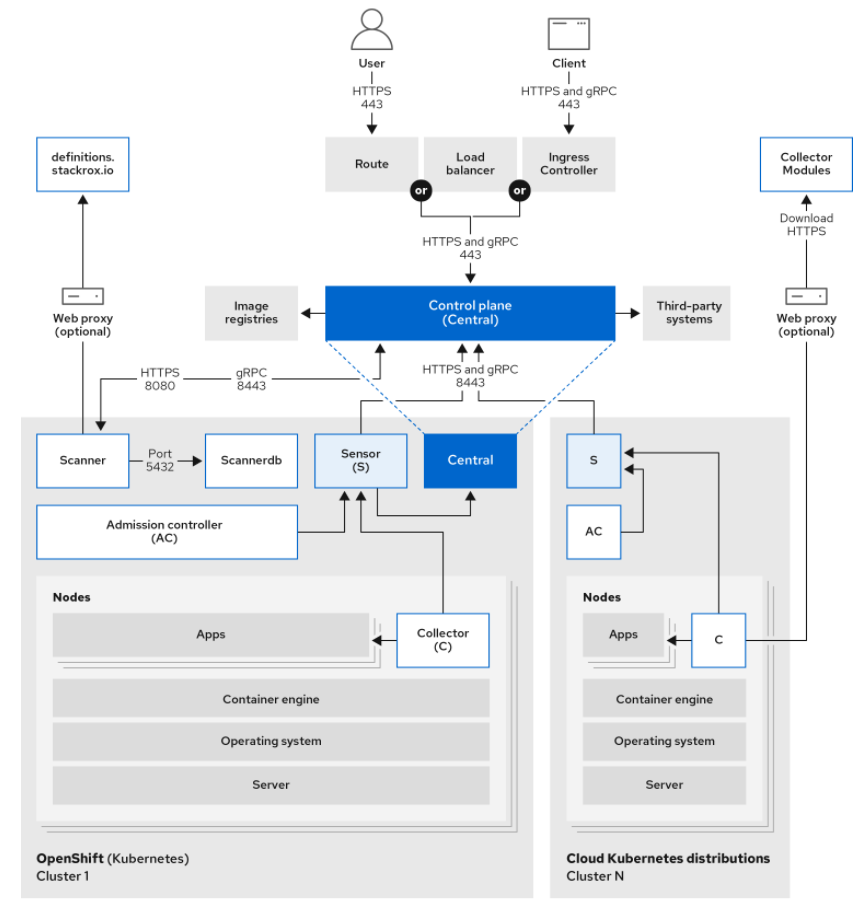 User
Client
HTTPS
443
HTTPS and gRPC
443
definitions.
stackrox.io
Route
Load
balancer
Ingress
Controller
Collector
Modules
or
or
Download
HTTPS
HTTPS and gRPC
443
Web proxy
(optional)
Image
registries
Control plane
(Central)
Third-party
systems
Web proxy
(optional)
HTTPS
8080
gRPC
8443
HTTPS and gRPC
8443
Scanner
Port
5432
Scannerdb
Sensor
(S)
Central
S
Admission controller
(AC)
AC
Nodes
Apps
Collector
(C)
Container engine
Operating system
Server
Nodes
Apps
C
Container engine
Operating system
Server
OpenShift (Kubernetes)
Cluster 1
Cloud Kubernetes distributions
Cluster N